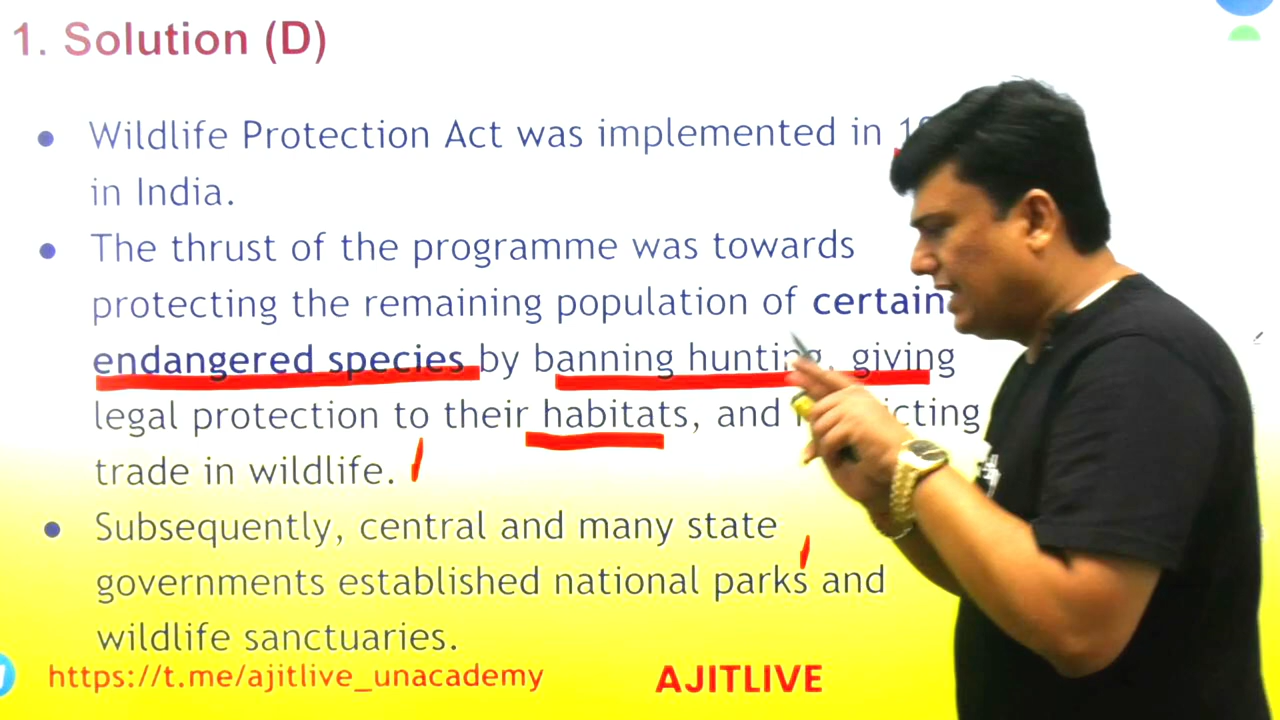 1. Solution (D)
Wildlife Protection Act was implemented in
in India.
The thrust of the programme was towards
protecting the remaining population of certain
endangered species by banning hunting, giving
legal protection to their habitats, and
trade in wildlife.
Subsequently, central and many state
governments established national parks and
wildlife sanctuaries.
https://t.me/ajitlive_unacademy AJITLIVE